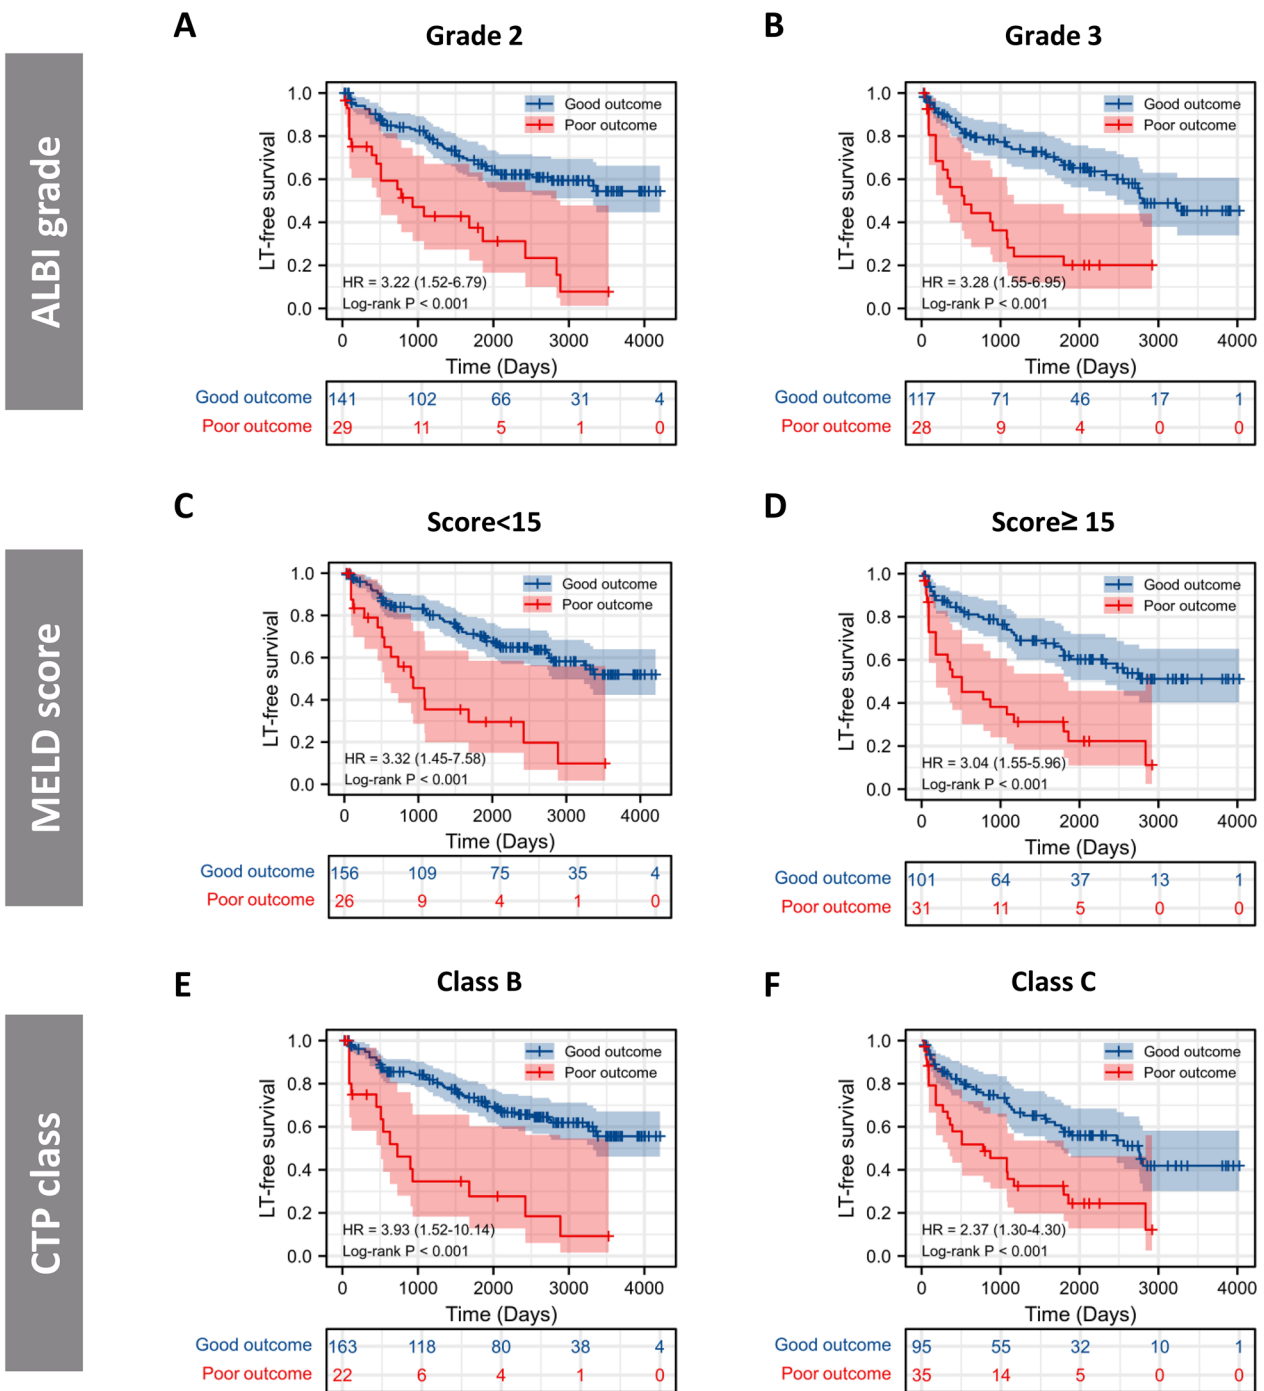 ALBI grade
A
Grade 2
LT-free survival
1.0
0.8
0.6
0.4
0.2
0.0
Good outcome
Poor outcome
HR = 3.22 (1.52-6.79)
Log-rank P < 0.001
0 1000 2000 3000 4000
Time (Days)
Good outcome 141 102 66 31 4
Poor outcome 29 11 5 1 0
B
Grade 3
LT-free survival
1.0
0.8
0.6
0.4
0.2
0.0
Good outcome
Poor outcome
HR = 3.28 (1.55-6.95)
Log-rank P < 0.001
0 1000 2000 3000 4000
Time (Days)
Good outcome 117 71 46 17 1
Poor outcome 28 9 4 0 0
MELD score
C
Score<15
LT-free survival
1.0
0.8
0.6
0.4
0.2
0.0
Good outcome
Poor outcome
HR = 3.32 (1.45-7.58)
Log-rank P < 0.001
0 1000 2000 3000 4000
Time (Days)
Good outcome 156 109 75 35 4
Poor outcome 26 9 4 1 0
D
Score≥ 15
LT-free survival
1.0
0.8
0.6
0.4
0.2
0.0
Good outcome
Poor outcome
HR = 3.04 (1.55-5.96)
Log-rank P < 0.001
0 1000 2000 3000 4000
Time (Days)
Good outcome 101 64 37 13 1
Poor outcome 31 11 5 0 0
CTP class
E
Class B
LT-free survival
1.0
0.8
0.6
0.4
0.2
0.0
Good outcome
Poor outcome
HR = 3.93 (1.52-10.14)
Log-rank P < 0.001
0 1000 2000 3000 4000
Time (Days)
Good outcome 163 118 80 38 4
Poor outcome 22 6 4 1 0
F
Class C
LT-free survival
1.0
0.8
0.6
0.4
0.2
0.0
Good outcome
Poor outcome
HR = 2.37 (1.30-4.30)
Log-rank P < 0.001
0 1000 2000 3000 4000
Time (Days)
Good outcome 95 55 32 10 1
Poor outcome 35 14 5 0 0